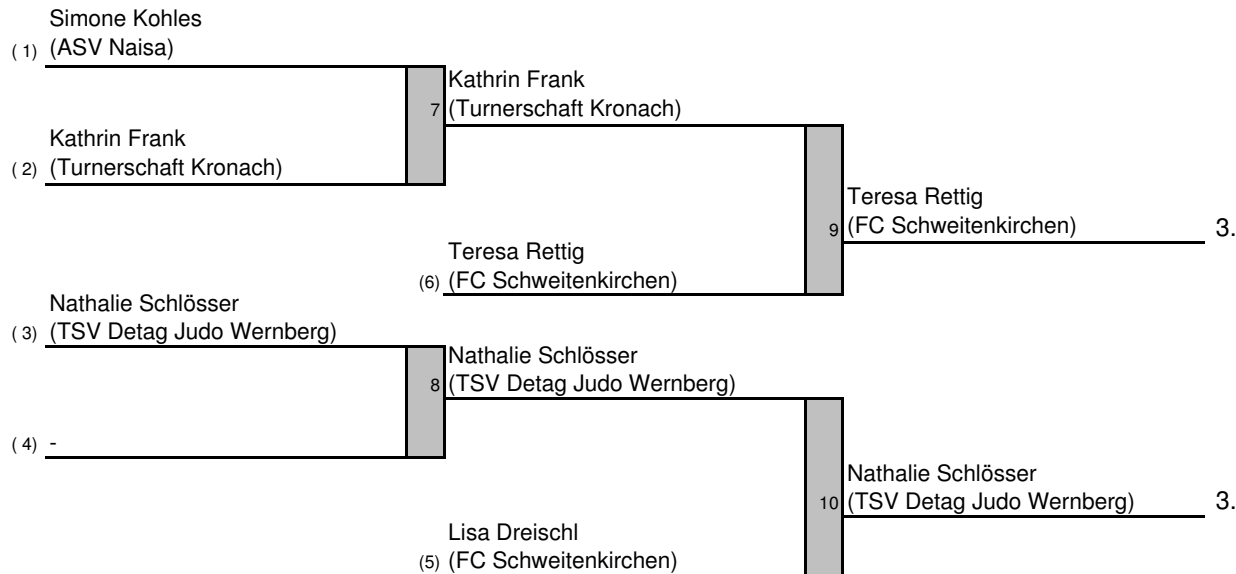 Simone Kohles
( 1) (ASV Naisa)
Kathrin Frank
7 (Turnerschaft Kronach)
Kathrin Frank
( 2) (Turnerschaft Kronach)
Teresa Rettig
9 (FC Schweitenkirchen) 3.
Teresa Rettig
(6) (FC Schweitenkirchen)
Nathalie Schlösser
( 3) (TSV Detag Judo Wernberg)
Nathalie Schlösser
8 (TSV Detag Judo Wernberg)
( 4) -
Nathalie Schlösser
10 (TSV Detag Judo Wernberg) 3.
Lisa Dreischl
(5) (FC Schweitenkirchen)